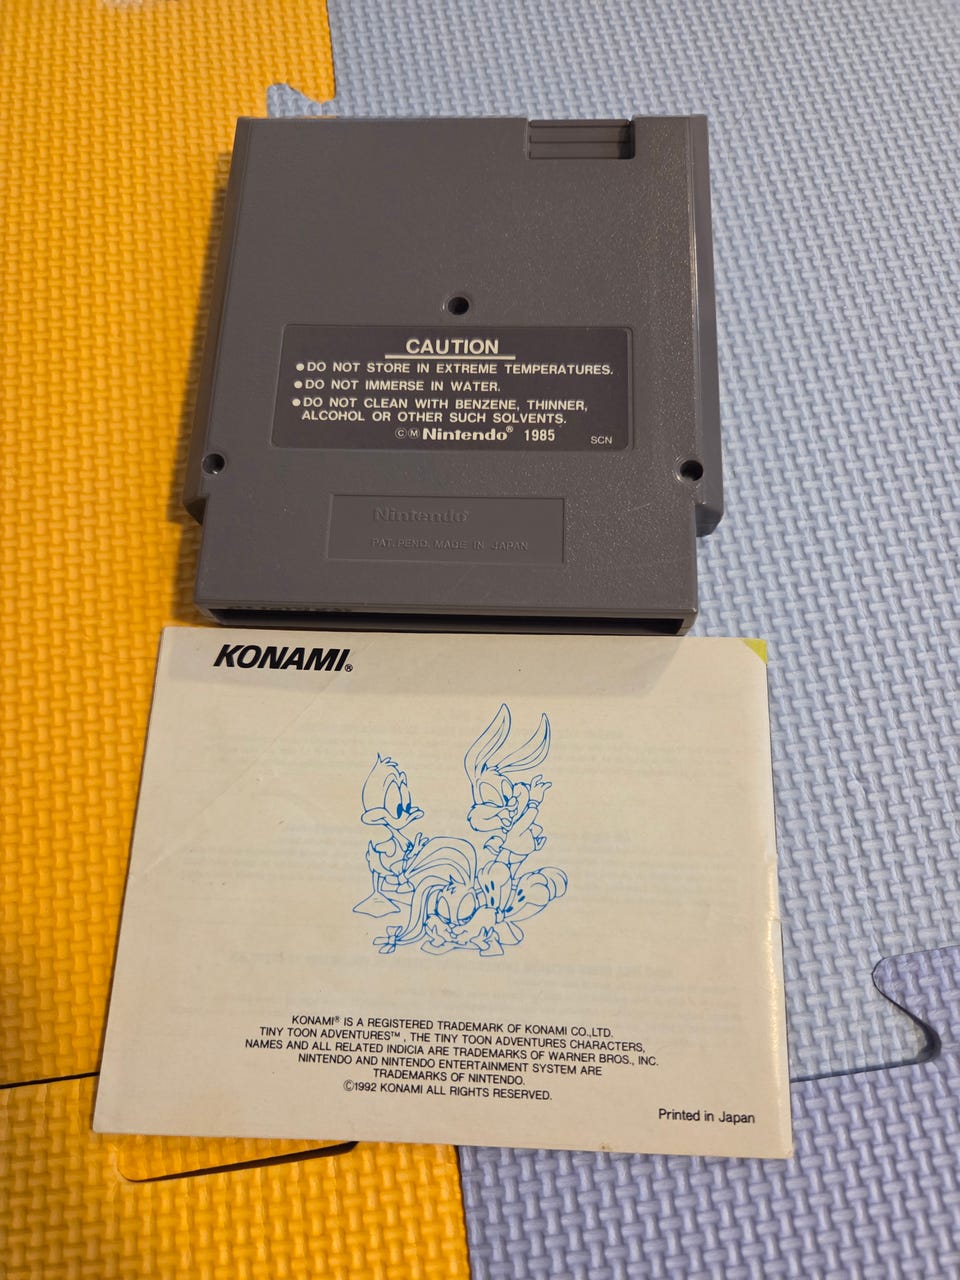 CAUTION
●DO NOT STORE IN EXTREME TEMPERATURES.
●DO NOT IMMERSE IN WATER.
●DO NOT CLEAN WITH BENZENE, THINNER,
ALCOHOL OR OTHER SUCH SOLVENTS.
ⒸⓂ Nintendo® 1985
SCN
Nintendo®
PAT. PEND. MADE IN JAPAN
KONAMI®
KONAMI® IS A REGISTERED TRADEMARK OF KONAMI CO.,LTD.
TINY TOON ADVENTURES™, THE TINY TOON ADVENTURES CHARACTERS,
NAMES AND ALL RELATED INDICIA ARE TRADEMARKS OF WARNER BROS., INC.
NINTENDO AND NINTENDO ENTERTAINMENT SYSTEM ARE
TRADEMARKS OF NINTENDO.
©1992 KONAMI ALL RIGHTS RESERVED.
Printed in Japan